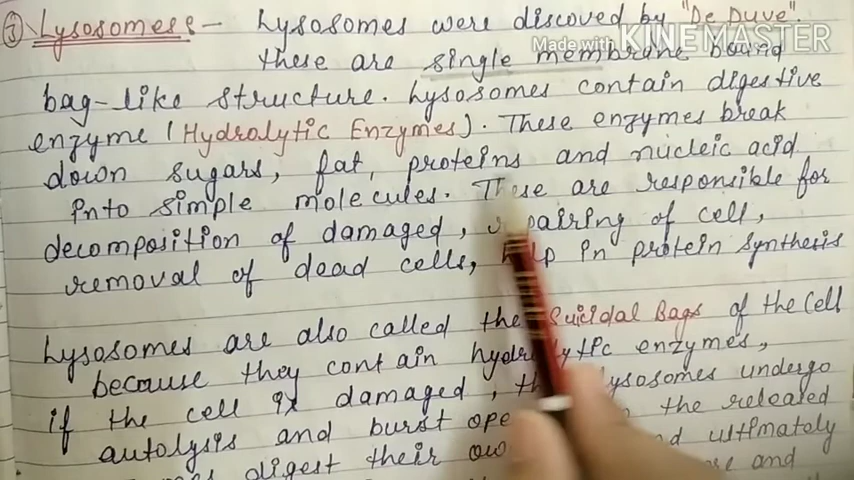 ③ Lysosomes - Lysosomes were discoved by "De Duve".
Made with KINEMASTER
these are single membrane bound
bag-like structure. Lysosomes contain digestive
enzyme (Hydrolytic Enzymes). These enzymes break
down sugars, fat, proteins and nucleic acid
into simple molecules. These are responsible for
decomposition of damaged, repairing of cell,
removal of dead cells, help in protein synthesis
Lysosomes are also called the Suicidal Bags of the cell
because they contain hydrolytic enzymes,
if the cell is damaged, the lysosomes undergo
autolysis and burst open the released
digest their own ultimately
and